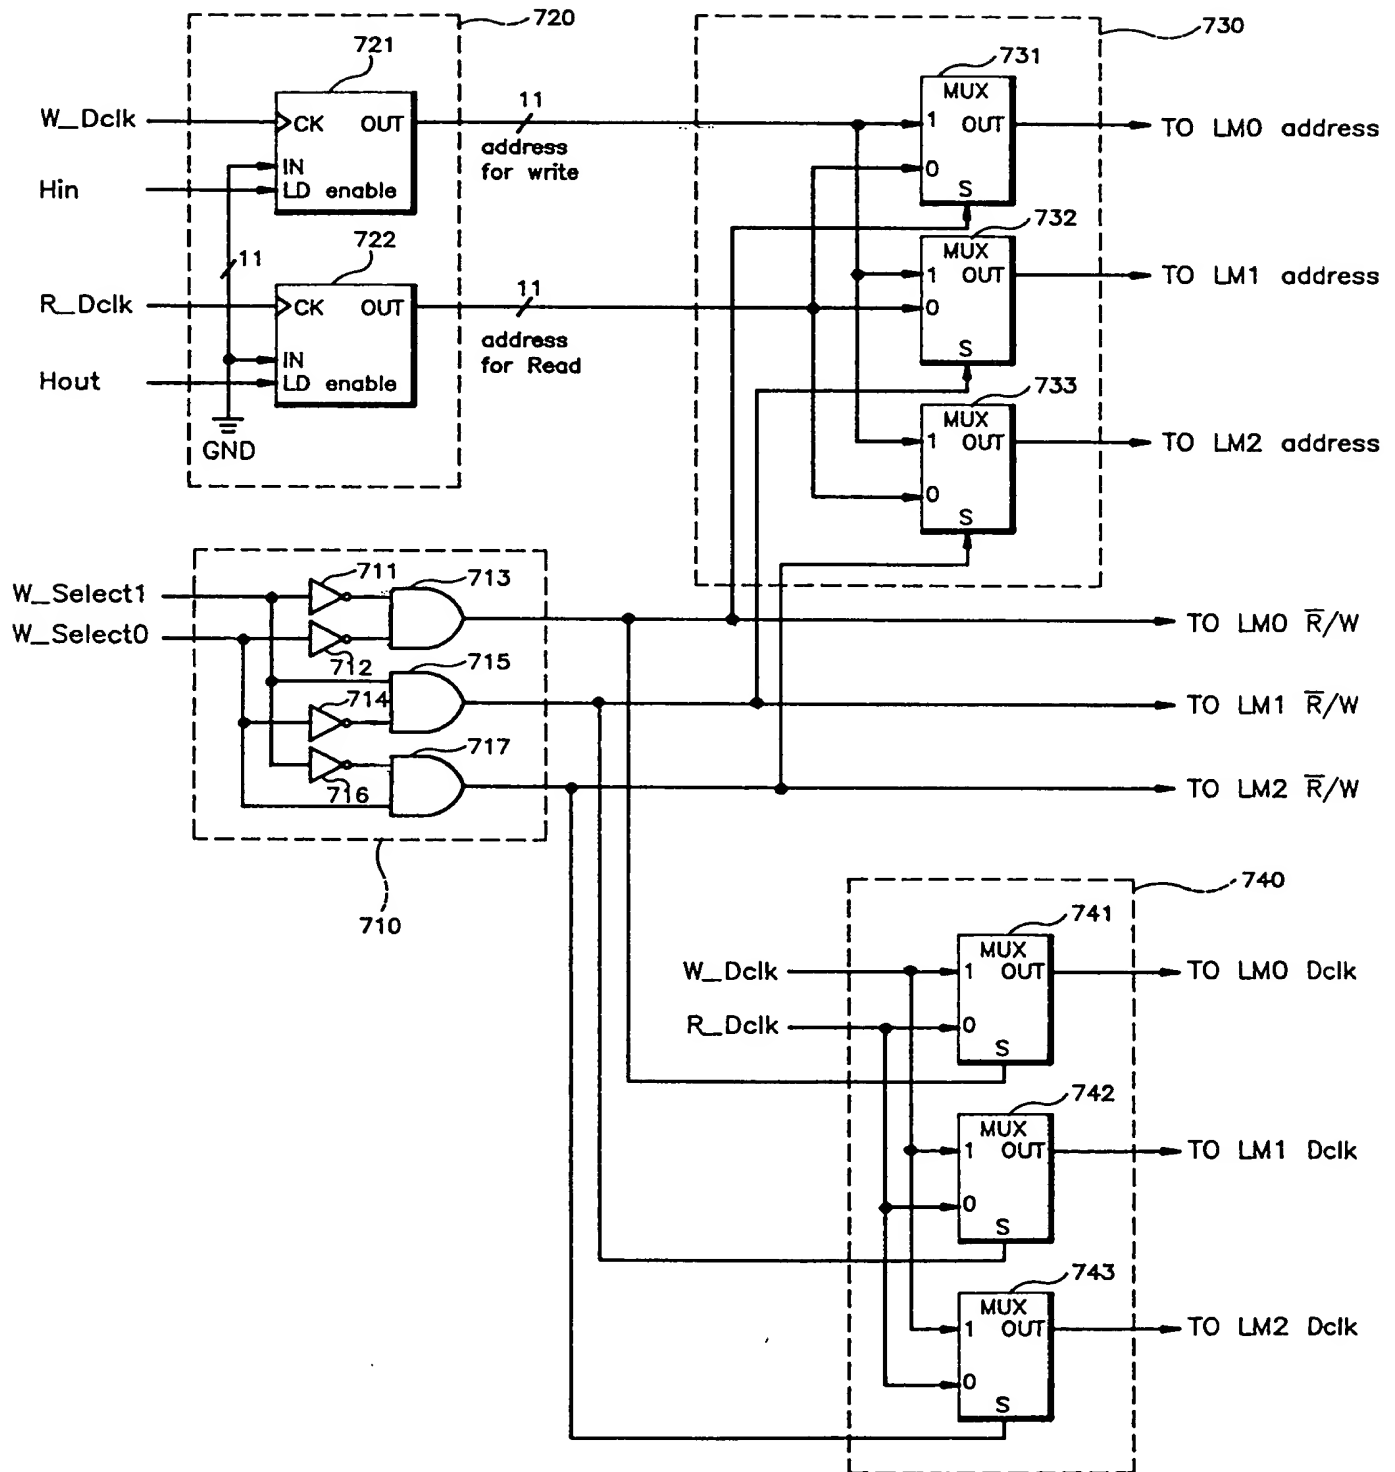 720
721
W_Dclk
CK OUT
IN
Hin
LD enable
11
address
for write
11
722
R_Dclk
CK OUT
IN
Hout
LD enable
GND
11
address
for Read
730
731
MUX
1 OUT
0
S
TO LM0 address
732
MUX
1 OUT
0
S
TO LM1 address
733
MUX
1 OUT
0
S
TO LM2 address
W_Select1
W_Select0
711
713
712
715
714
717
716
710
TO LM0 R̅/W
TO LM1 R̅/W
TO LM2 R̅/W
740
W_Dclk
R_Dclk
741
MUX
1 OUT
0
S
TO LM0 Dclk
742
MUX
1 OUT
0
S
TO LM1 Dclk
743
MUX
1 OUT
0
S
TO LM2 Dclk